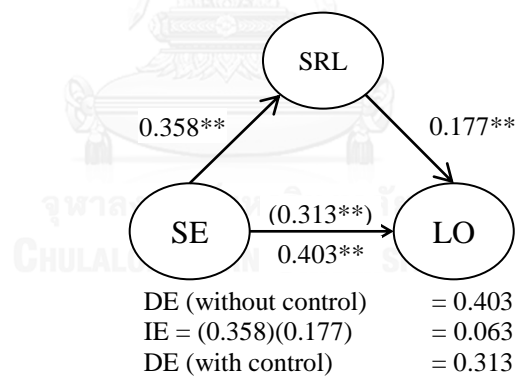 SRL
0.358**
0.177**
(0.313**)
SE
LO
0.403**
DE (without control) = 0.403
IE = (0.358)(0.177) = 0.063
DE (with control) = 0.313